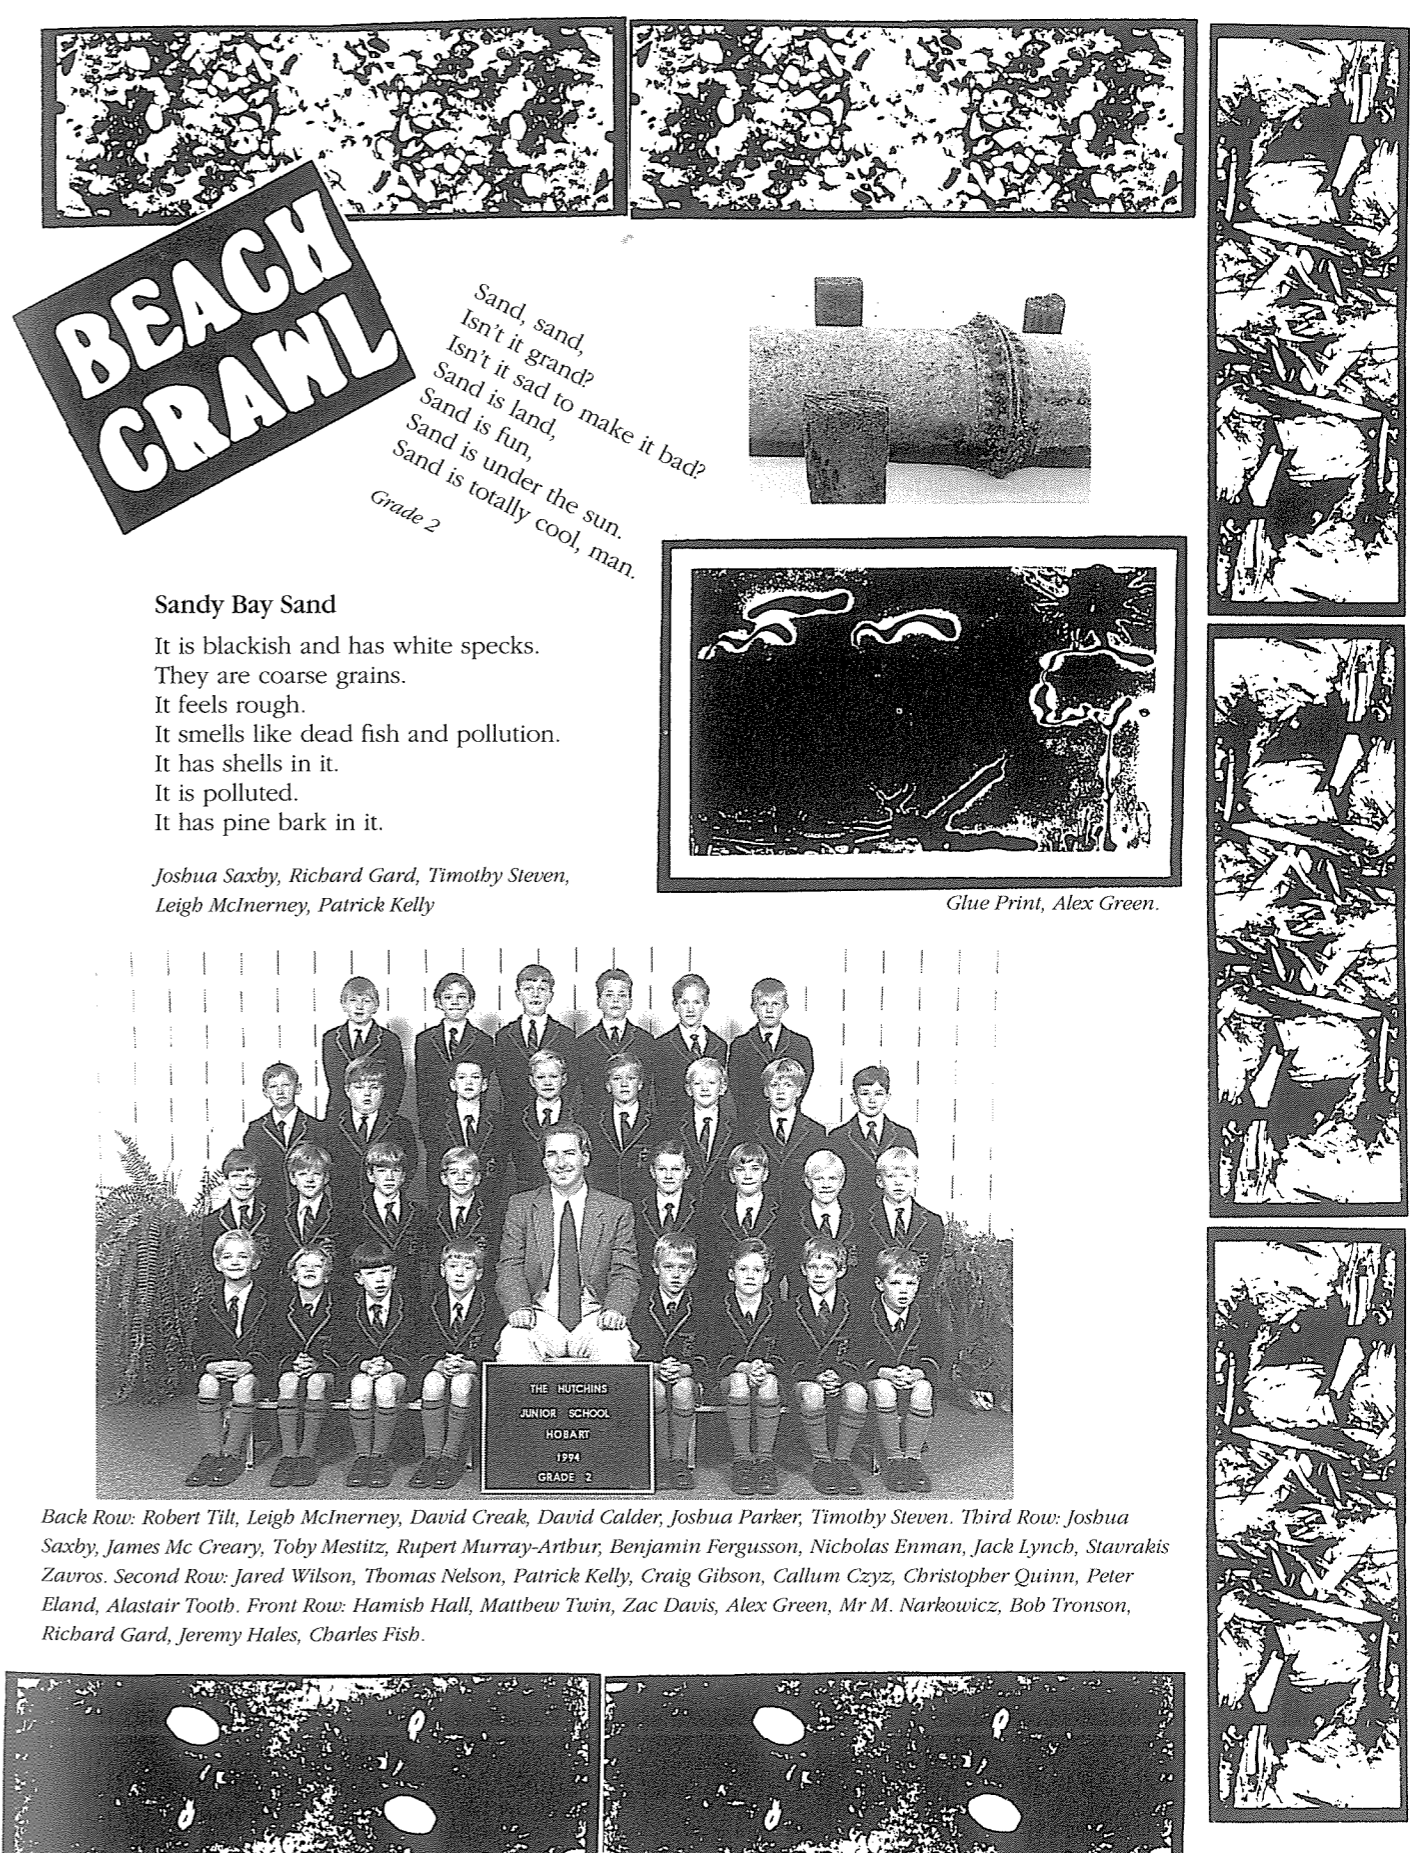 BEACH
CRAWL
Sand, sand,
Isn't it grand?
Isn't it sad to make it bad?
Sand is land,
Sand is fun,
Sand is under the sun.
Sand is totally cool, man.
Grade 2
Sandy Bay Sand
It is blackish and has white specks.
They are coarse grains.
It feels rough.
It smells like dead fish and pollution.
It has shells in it.
It is polluted.
It has pine bark in it.
Joshua Saxby, Richard Gard, Timothy Steven,
Leigh McInerney, Patrick Kelly
Glue Print, Alex Green.
THE HUTCHINS
JUNIOR SCHOOL
HOBART
1994
GRADE 2
Back Row: Robert Tilt, Leigh McInerney, David Creak, David Calder, Joshua Parker, Timothy Steven. Third Row: Joshua
Saxby, James Mc Creary, Toby Mestitz, Rupert Murray-Arthur, Benjamin Fergusson, Nicholas Enman, Jack Lynch, Stavrakis
Zavros. Second Row: Jared Wilson, Thomas Nelson, Patrick Kelly, Craig Gibson, Callum Czyz, Christopher Quinn, Peter
Eland, Alastair Tooth. Front Row: Hamish Hall, Matthew Twin, Zac Davis, Alex Green, Mr M. Narkowicz, Bob Tronson,
Richard Gard, Jeremy Hales, Charles Fish.